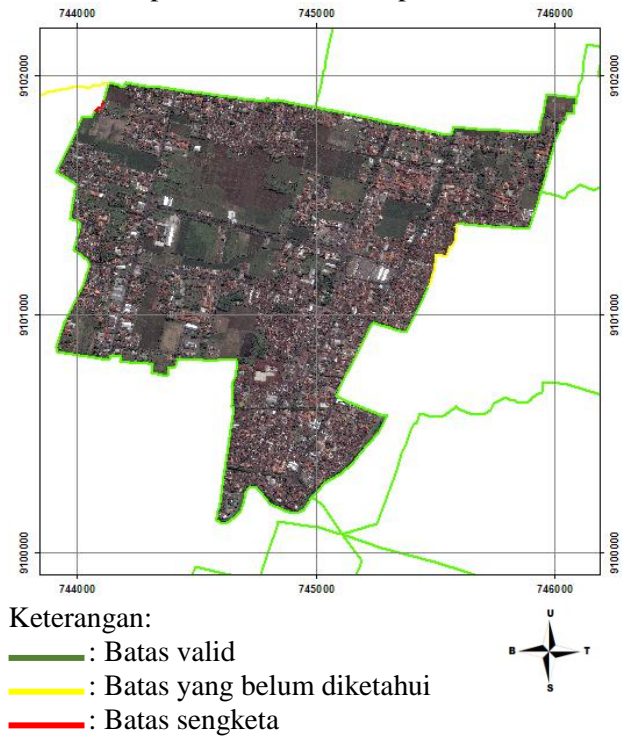 744000 745000 746000
9102000 9102000
9101000 9101000
9100000 9100000
744000 745000 746000
Keterangan:
: Batas valid
: Batas yang belum diketahui
: Batas sengketa
U
B T
S